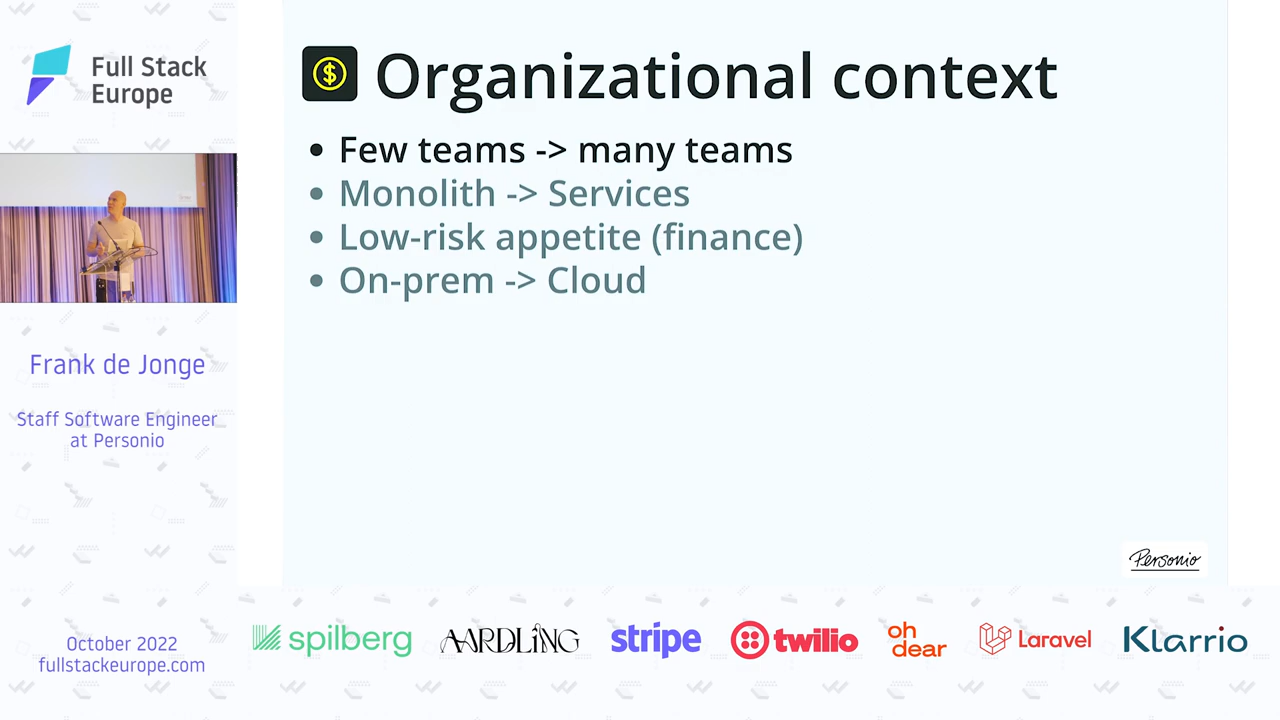 Full Stack
Europe
Organizational context
• Few teams -> many teams
• Monolith -> Services
• Low-risk appetite (finance)
• On-prem -> Cloud
Frank de Jonge
Staff Software Engineer
at Personio
Personio
October 2022
fullstackeurope.com
spilberg
AARDLING
stripe
twilio
oh
dear
Laravel
Klarrio